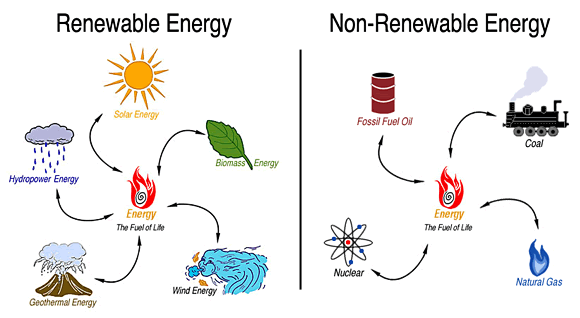 Renewable Energy
Solar Energy
Hydropower Energy
Biomass Energy
Energy
The Fuel of Life
Geothermal Energy
Wind Energy
Non-Renewable Energy
Fossil Fuel Oil
Coal
Energy
The Fuel of Life
Nuclear
Natural Gas